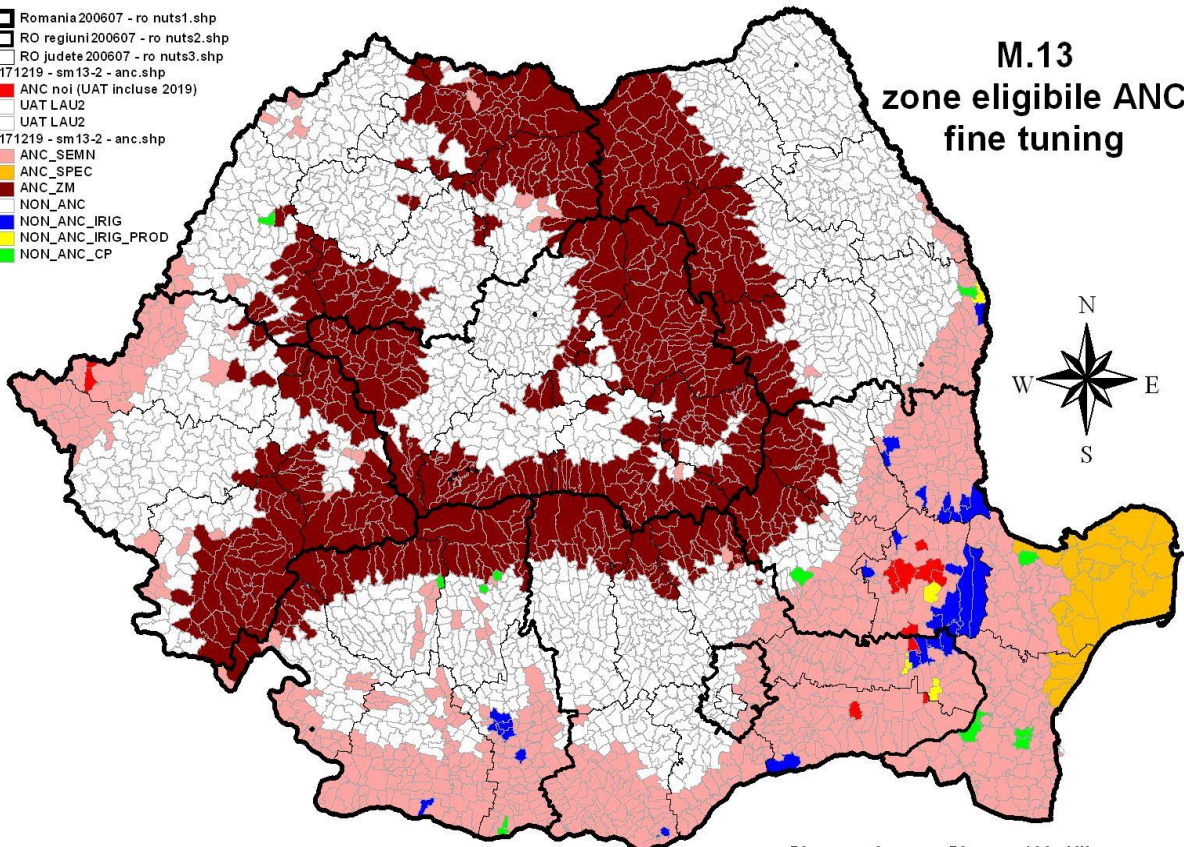 Romania200607 - ro nuts1.shp
RO regiuni200607 - ro nuts2.shp
RO judete200607 - ro nuts3.shp
171219 - sm13-2 - anc.shp
ANC noi (UAT incluse 2019)
UAT LAU2
UAT LAU2
171219 - sm13-2 - anc.shp
ANC_SEMN
ANC_SPEC
ANC_ZM
NON_ANC
NON_ANC_IRIG
NON_ANC_IRIG_PROD
NON_ANC_CP
M.13
zone eligibile ANC
fine tuning
N
W E
S